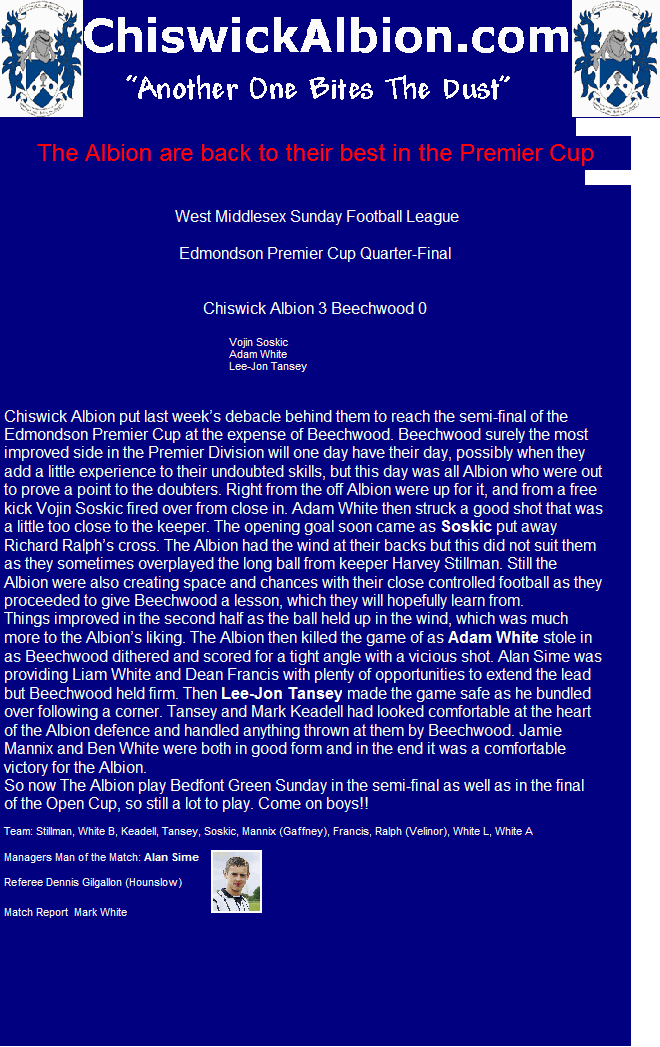 ChiswickAlbion.com
“Another One Bites The Dust”
The Albion are back to their best in the Premier Cup
West Middlesex Sunday Football League
Edmondson Premier Cup Quarter-Final
Chiswick Albion 3 Beechwood 0
Vojin Soskic
Adam White
Lee-Jon Tansey
Chiswick Albion put last week’s debacle behind them to reach the semi-final of the
Edmondson Premier Cup at the expense of Beechwood. Beechwood surely the most
improved side in the Premier Division will one day have their day, possibly when they
add a little experience to their undoubted skills, but this day was all Albion who were out
to prove a point to the doubters. Right from the off Albion were up for it, and from a free
kick Vojin Soskic fired over from close in. Adam White then struck a good shot that was
a little too close to the keeper. The opening goal soon came as Soskic put away
Richard Ralph’s cross. The Albion had the wind at their backs but this did not suit them
as they sometimes overplayed the long ball from keeper Harvey Stillman. Still the
Albion were also creating space and chances with their close controlled football as they
proceeded to give Beechwood a lesson, which they will hopefully learn from.
Things improved in the second half as the ball held up in the wind, which was much
more to the Albion’s liking. The Albion then killed the game of as Adam White stole in
as Beechwood dithered and scored for a tight angle with a vicious shot. Alan Sime was
providing Liam White and Dean Francis with plenty of opportunities to extend the lead
but Beechwood held firm. Then Lee-Jon Tansey made the game safe as he bundled
over following a corner. Tansey and Mark Keadell had looked comfortable at the heart
of the Albion defence and handled anything thrown at them by Beechwood. Jamie
Mannix and Ben White were both in good form and in the end it was a comfortable
victory for the Albion.
So now The Albion play Bedfont Green Sunday in the semi-final as well as in the final
of the Open Cup, so still a lot to play. Come on boys!!
Team: Stillman, White B, Keadell, Tansey, Soskic, Mannix (Gaffney), Francis, Ralph (Velinor), White L, White A
Managers Man of the Match: Alan Sime
Referee Dennis Gilgallon (Hounslow)
Match Report Mark White